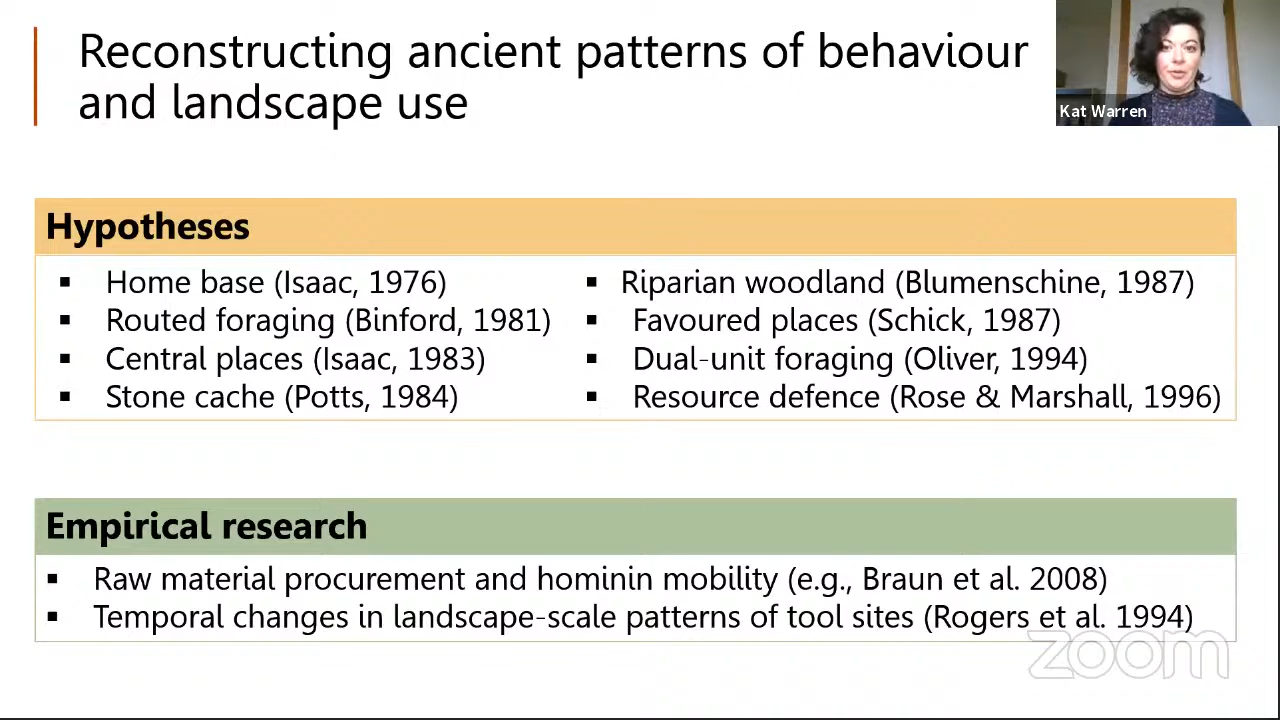 Reconstructing ancient patterns of behaviour
and landscape use
Kat Warren
Hypotheses
▪ Home base (Isaac, 1976)
▪ Routed foraging (Binford, 1981)
▪ Central places (Isaac, 1983)
▪ Stone cache (Potts, 1984)
▪ Riparian woodland (Blumenschine, 1987)
▪ Favoured places (Schick, 1987)
▪ Dual-unit foraging (Oliver, 1994)
▪ Resource defence (Rose & Marshall, 1996)
Empirical research
▪ Raw material procurement and hominin mobility (e.g., Braun et al. 2008)
▪ Temporal changes in landscape-scale patterns of tool sites (Rogers et al. 1994)
zoom